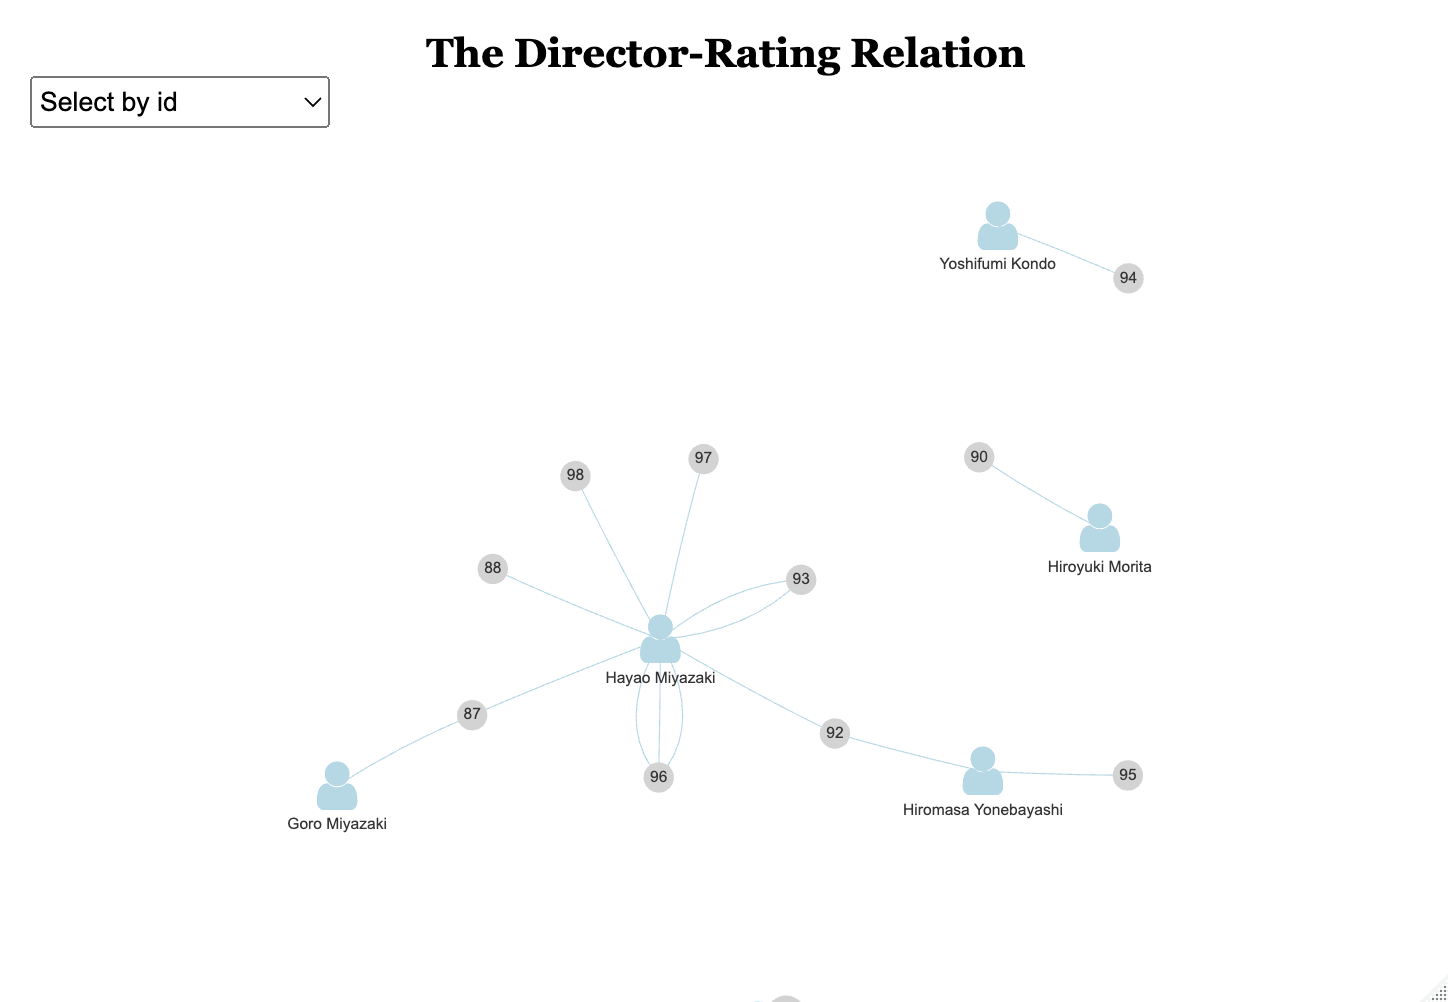 The Director-Rating Relation
Select by id
Yoshifumi Kondo
94
98
97
90
88
93
Hiroyuki Morita
Hayao Miyazaki
87
92
96
95
Goro Miyazaki
Hiromasa Yonebayashi